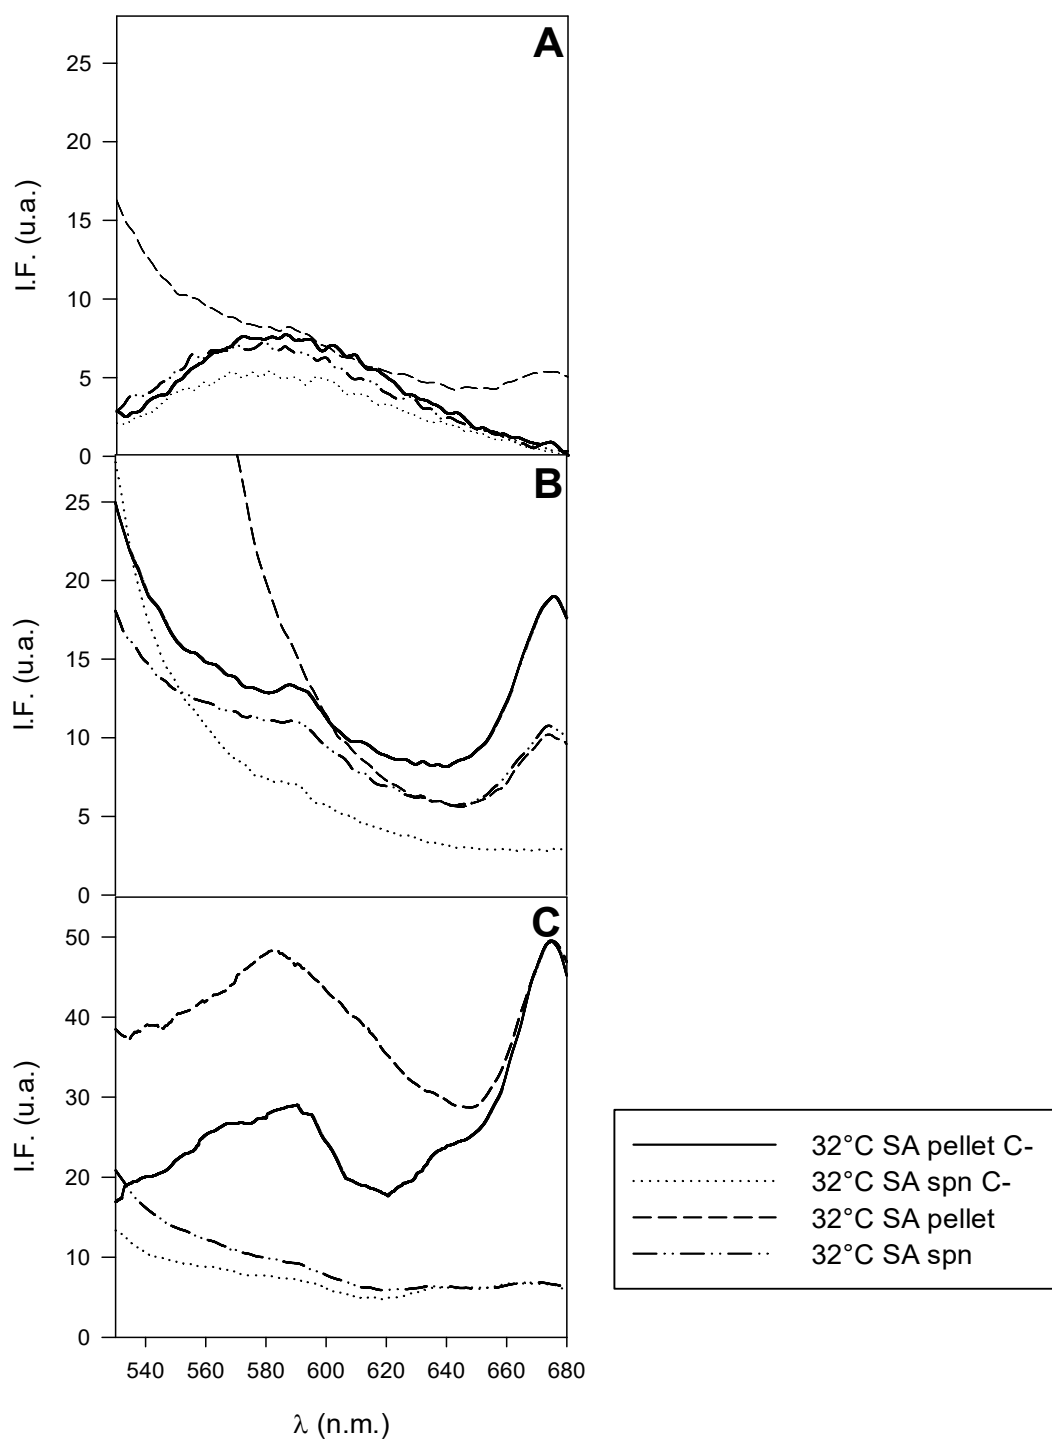 A
25
20
15
10
5
0
I.F. (u.a.)
B
25
20
15
10
5
0
I.F. (u.a.)
C
50
40
30
20
10
0
I.F. (u.a.)
540 560 580 600 620 640 660 680
λ (n.m.)
32°C SA pellet C-
32°C SA spn C-
32°C SA pellet
32°C SA spn